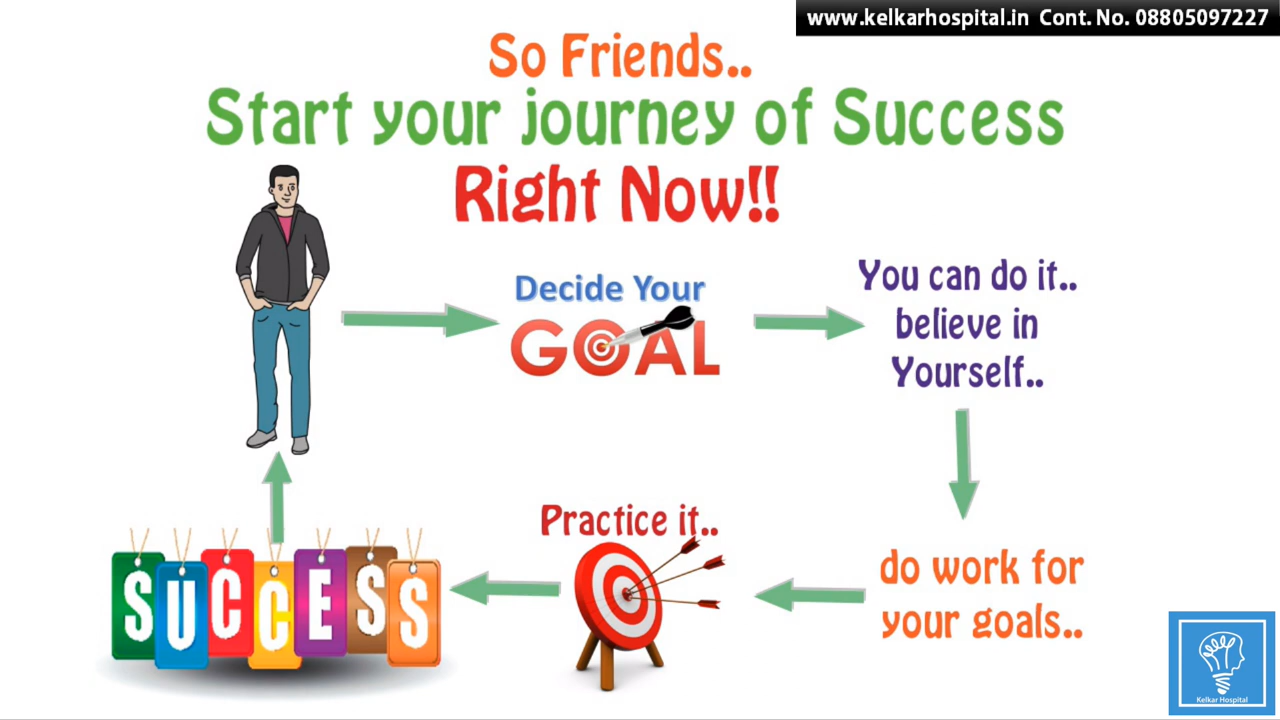 www.kelkarhospital.in Cont. No. 08805097227
So Friends..
Start your journey of Success
Right Now!!
Decide Your
GOAL
You can do it..
believe in
Yourself..
do work for
your goals..
Practice it..
SUCCESS
Kelkar Hospital